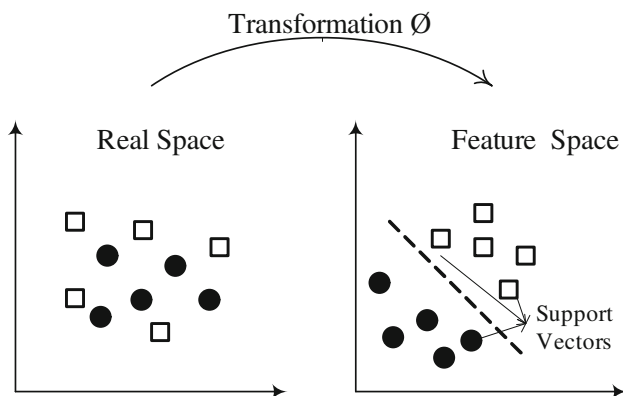 Transformation Ø
Real Space
Feature Space
Support
Vectors